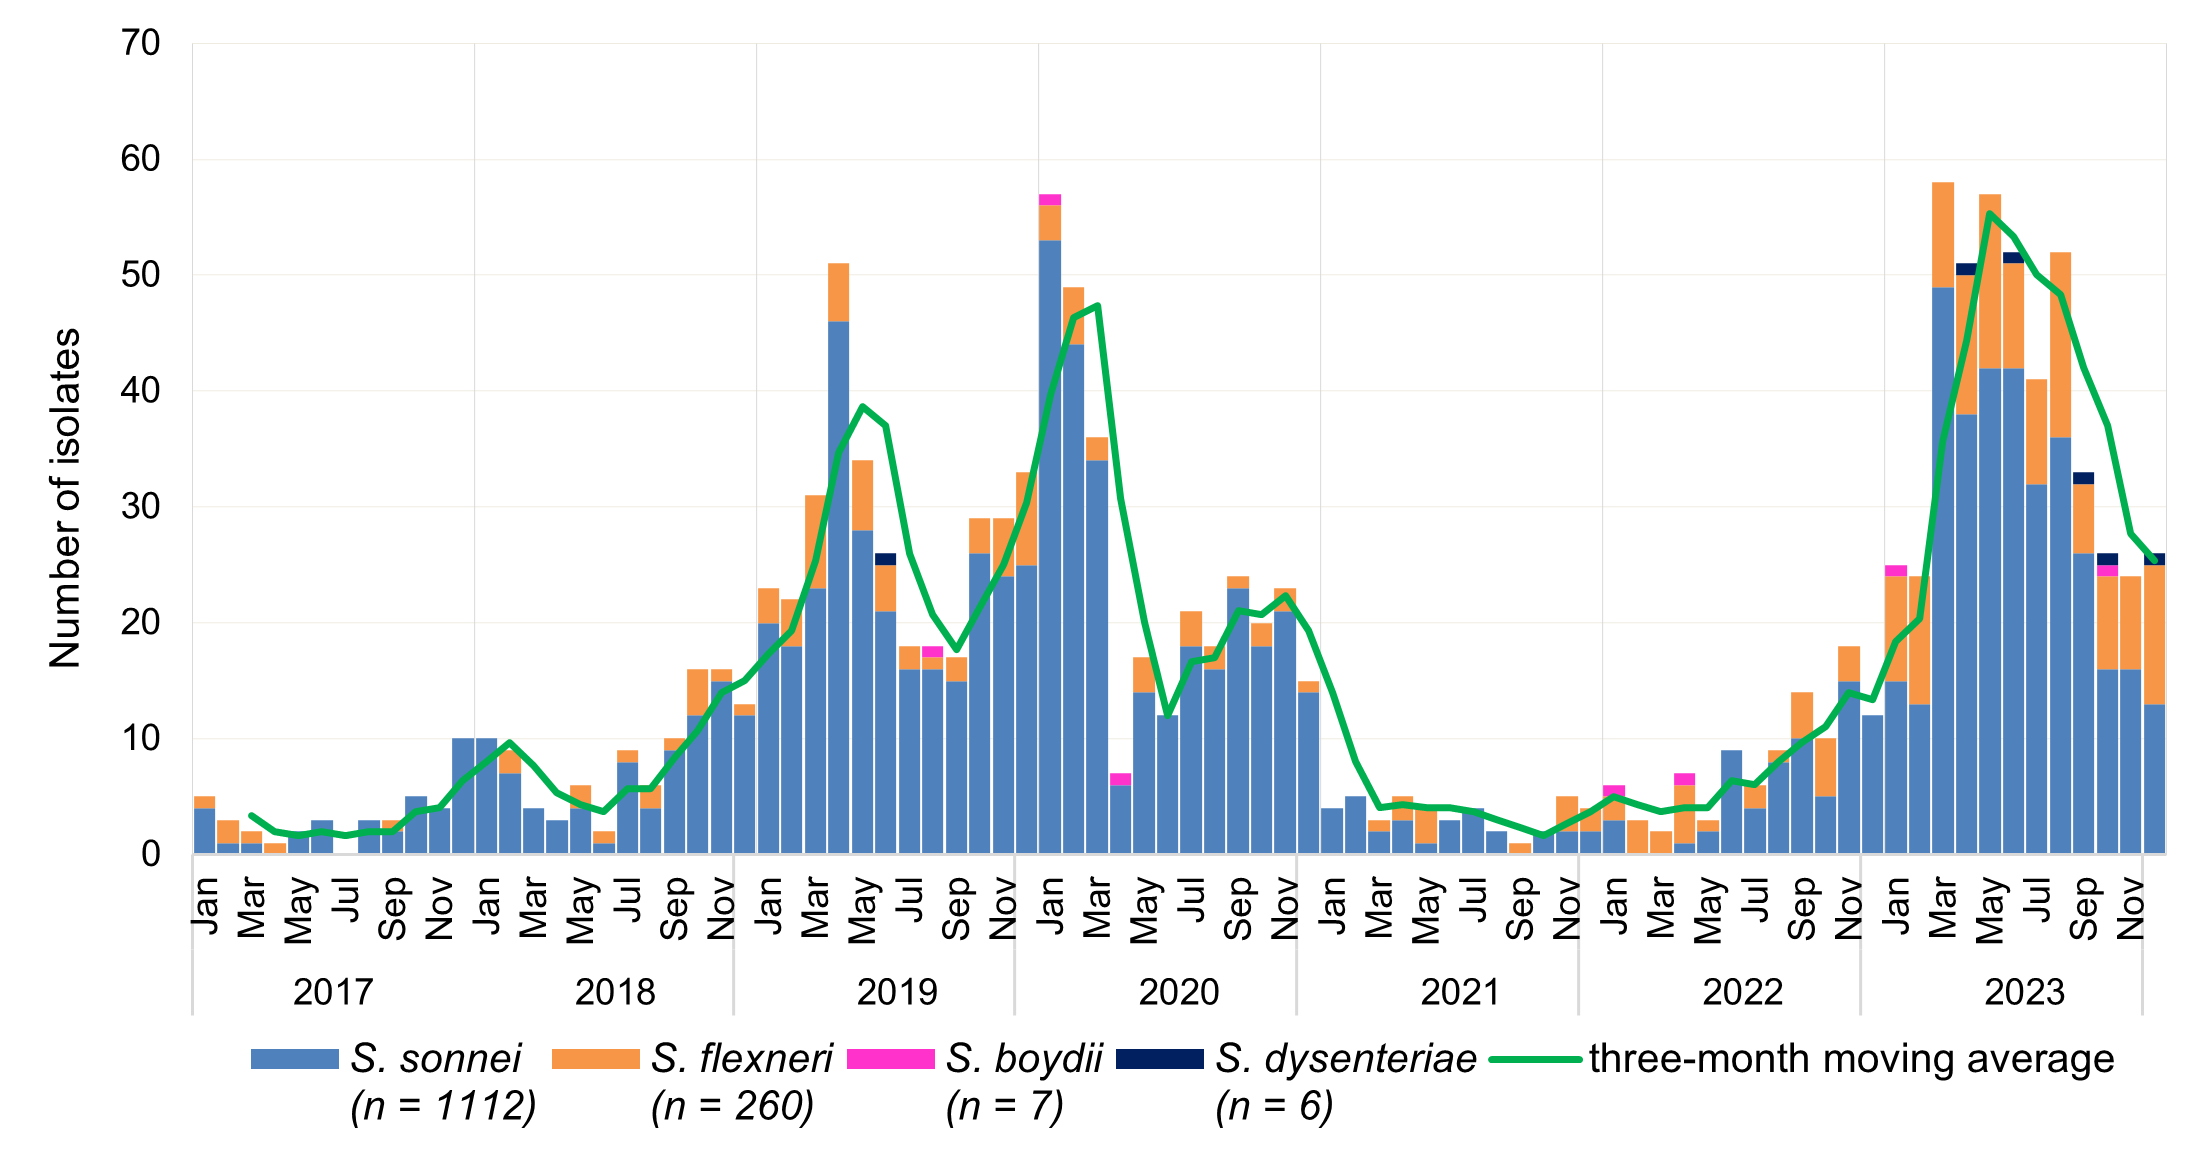 70
60
50
40
30
20
10
0
Number of isolates
Jan Mar May Jul Sep Nov Jan Mar May Jul Sep Nov Jan Mar May Jul Sep Nov Jan Mar May Jul Sep Nov Jan Mar May Jul Sep Nov Jan Mar May Jul Sep Nov Jan Mar May Jul Sep Nov
2017 2018 2019 2020 2021 2022 2023
S. sonnei S. flexneri S. boydii S. dysenteriae three-month moving average
(n = 1112) (n = 260) (n = 7) (n = 6)